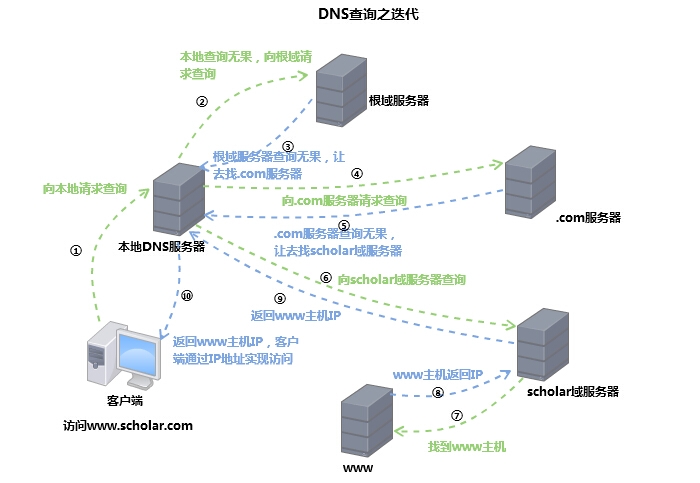 DNS查询之迭代
本地查询无果，向根域请
求查询
②
根域服务器
③
根域服务器查询无果，让
去找.com服务器
④
向本地请求查询
向.com服务器请求查询
.com服务器
⑤
本地DNS服务器
.com服务器查询无果，
让去找scholar域服务器
①
⑥
向scholar域服务器查询
⑩
⑨
返回www主机IP
返回www主机IP，客户
端通过IP地址实现访问
www主机返回IP
⑧
scholar域服务器
客户端
⑦
访问www.scholar.com
找到www主机
www